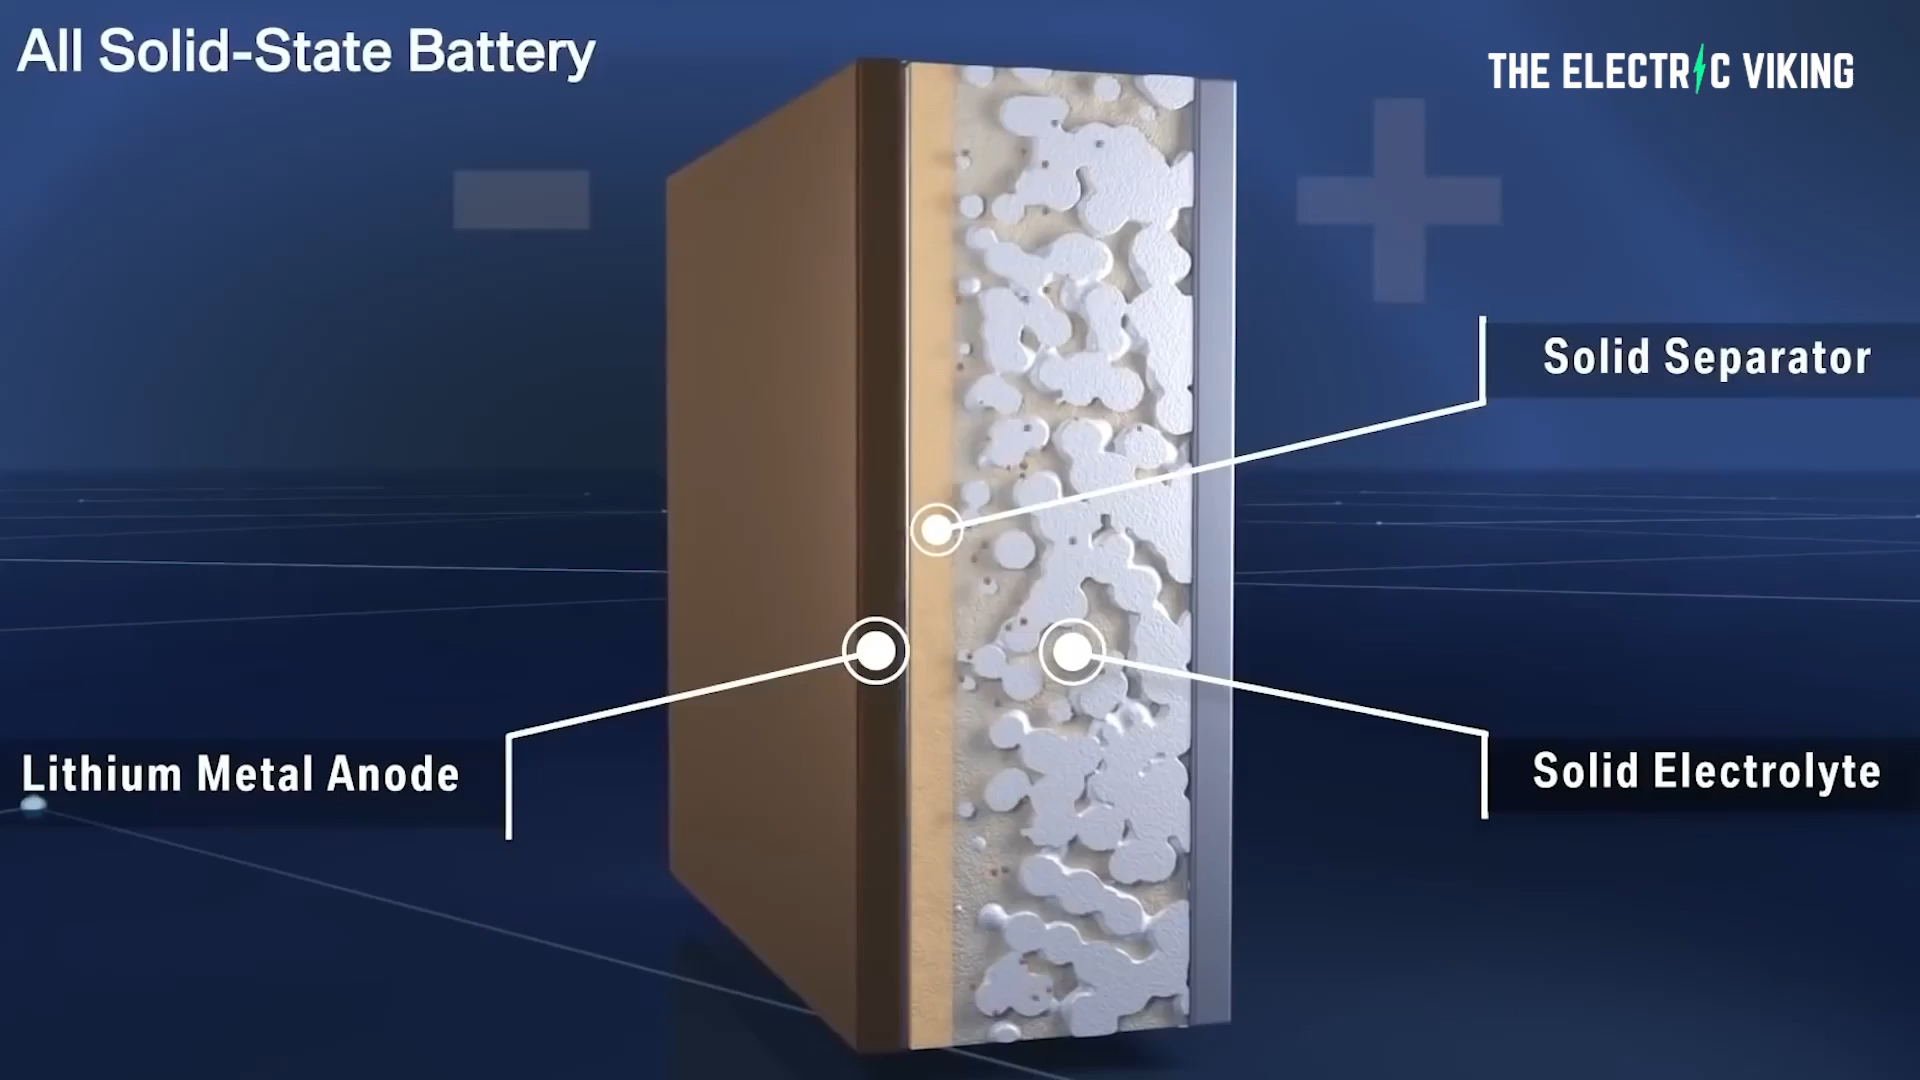 All Solid-State Battery
THE ELECTRIC VIKING
Solid Separator
Lithium Metal Anode
Solid Electrolyte